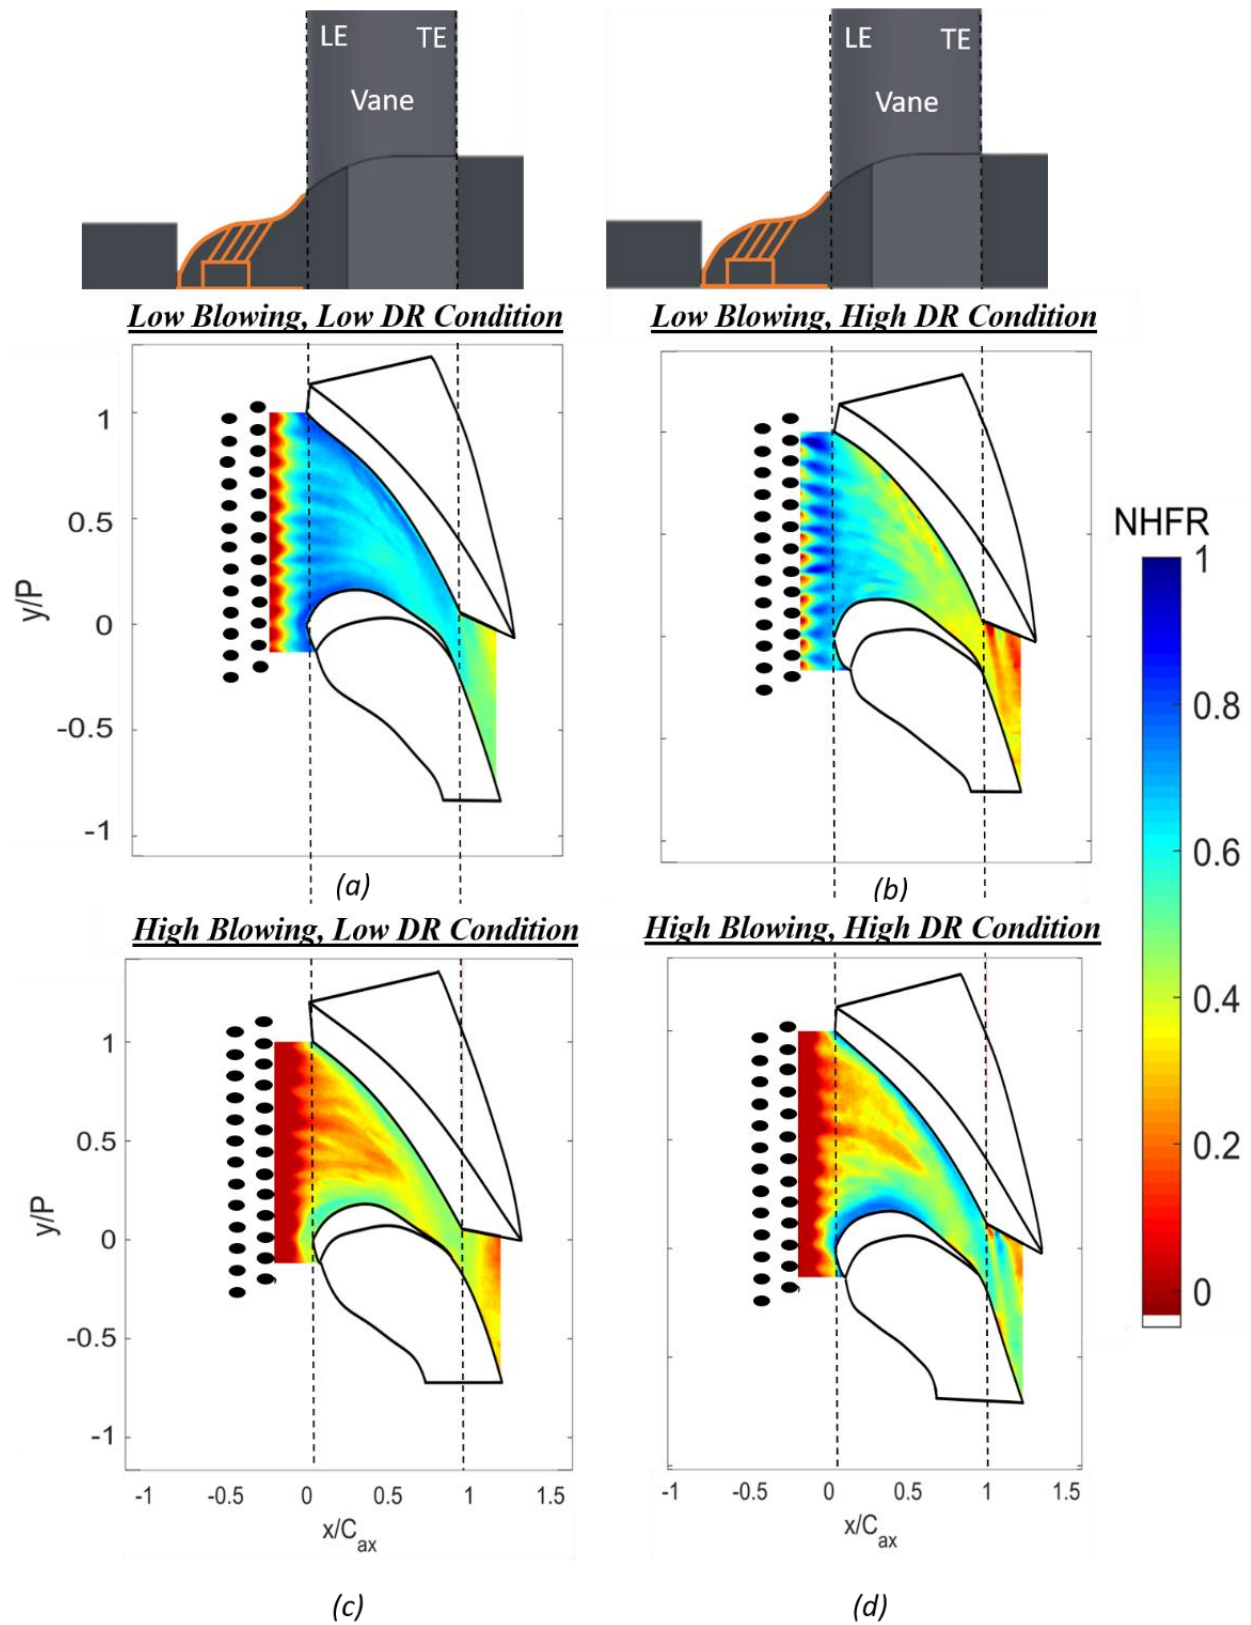 LE TE LE TE
Vane Vane
Low Blowing, Low DR Condition Low Blowing, High DR Condition
1
0.5
0
-0.5
-1
y/P
(a) (b)
NHFR
1
0.8
0.6
0.4
0.2
0
High Blowing, Low DR Condition High Blowing, High DR Condition
1
0.5
0
-0.5
-1
y/P
-1 -0.5 0 0.5 1 1.5 -1 -0.5 0 0.5 1 1.5
x/Cax x/Cax
(c) (d)